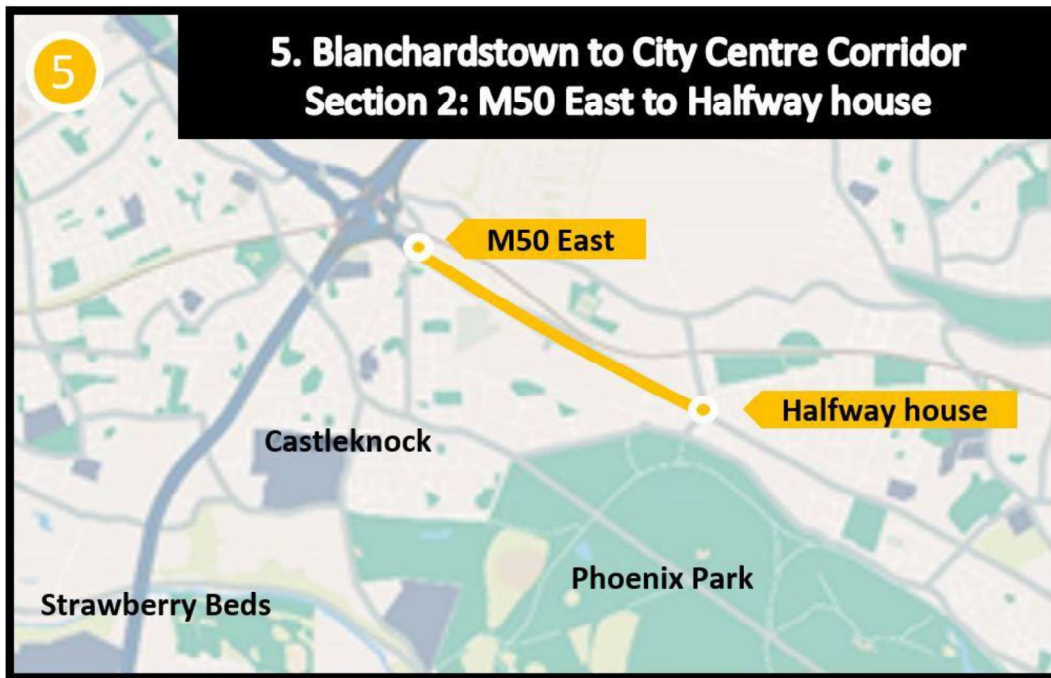 5
5. Blanchardstown to City Centre Corridor
Section 2: M50 East to Halfway house
M50 East
Halfway house
Castleknock
Phoenix Park
Strawberry Beds